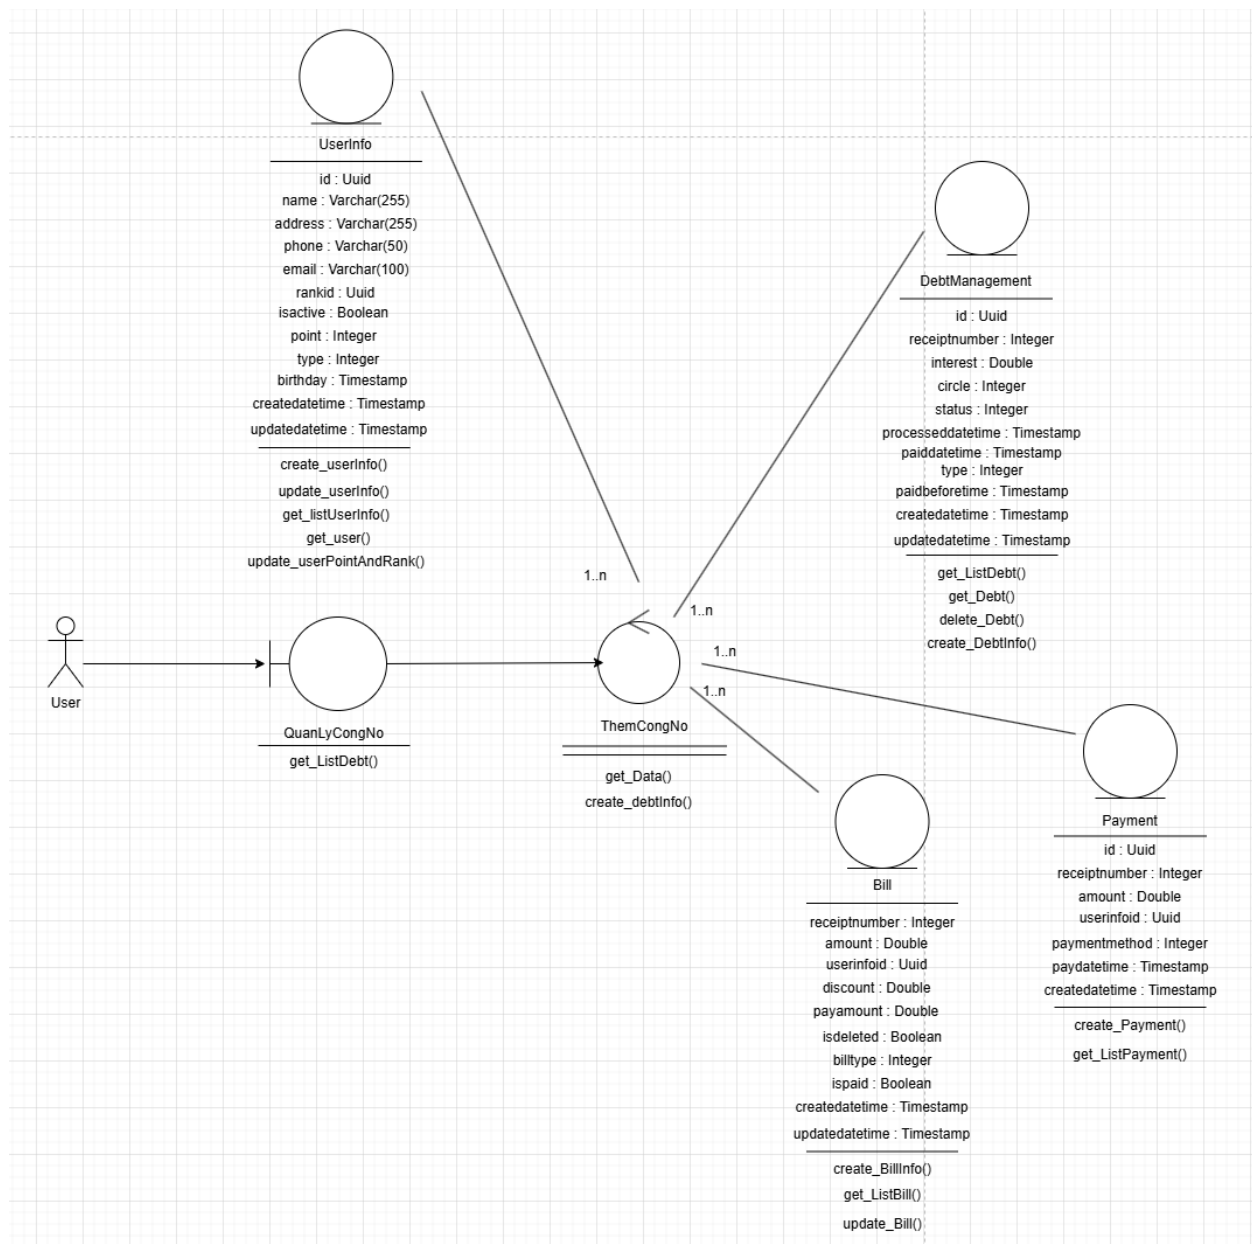 UserInfo
id : Uuid
name : Varchar(255)
address : Varchar(255)
phone : Varchar(50)
email : Varchar(100)
rankid : Uuid
isactive : Boolean
point : Integer
type : Integer
birthday : Timestamp
createdatetime : Timestamp
updatedatetime : Timestamp
create_userInfo()
update_userInfo()
get_listUserInfo()
get_user()
update_userPointAndRank()
DebtManagement
id : Uuid
receiptnumber : Integer
interest : Double
circle : Integer
status : Integer
processeddatetime : Timestamp
paiddatetime : Timestamp
type : Integer
paidbeforetime : Timestamp
createdatetime : Timestamp
updatedatetime : Timestamp
get_ListDebt()
get_Debt()
delete_Debt()
create_DebtInfo()
1..n
1..n
1..n
1..n
User
QuanLyCongNo
get_ListDebt()
ThemCongNo
get_Data()
create_debtInfo()
Bill
receiptnumber : Integer
amount : Double
userinfoid : Uuid
discount : Double
payamount : Double
isdeleted : Boolean
billtype : Integer
ispaid : Boolean
createdatetime : Timestamp
updatedatetime : Timestamp
create_BillInfo()
get_ListBill()
update_Bill()
Payment
id : Uuid
receiptnumber : Integer
amount : Double
userinfoid : Uuid
paymentmethod : Integer
paydatetime : Timestamp
createdatetime : Timestamp
create_Payment()
get_ListPayment()